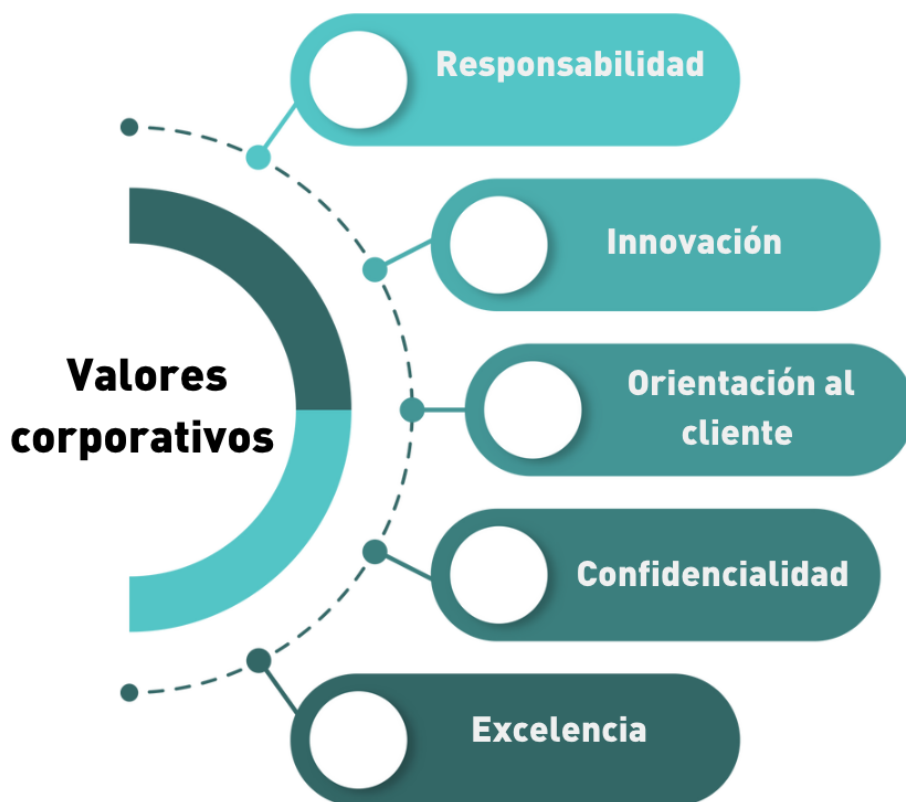 Responsabilidad
Innovación
Valores
corporativos
Orientación al
cliente
Confidencialidad
Excelencia